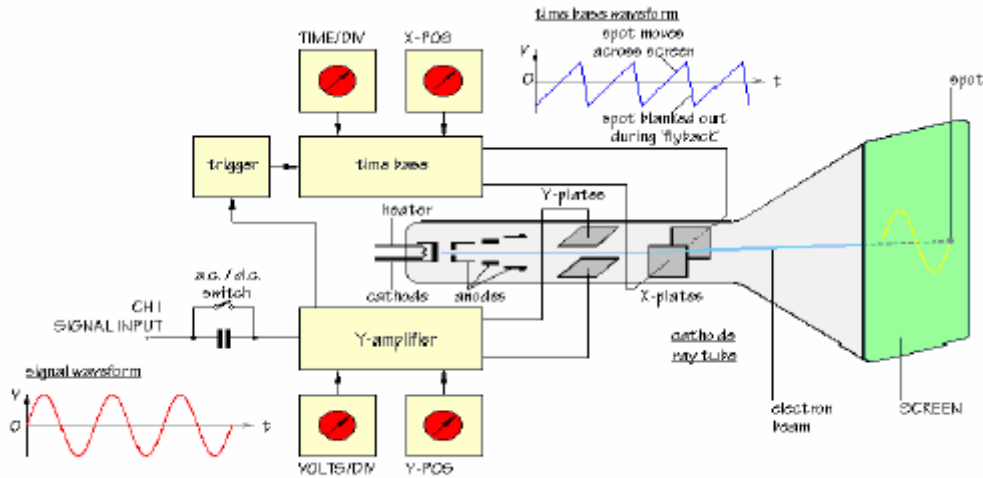 TIME/DIV
X-POS
time base waveform
spot moves
across screen
V
0
t
spot
spot blanked out
during 'flyback'
trigger
time base
Y-plates
heater
a.c. / d.c.
switch
cathode
anodes
X-plates
CH I
SIGNAL INPUT
Y-amplifier
cathode
ray tube
signal waveform
V
0
t
electron
beam
SCREEN
VOLTS/DIV
Y-POS